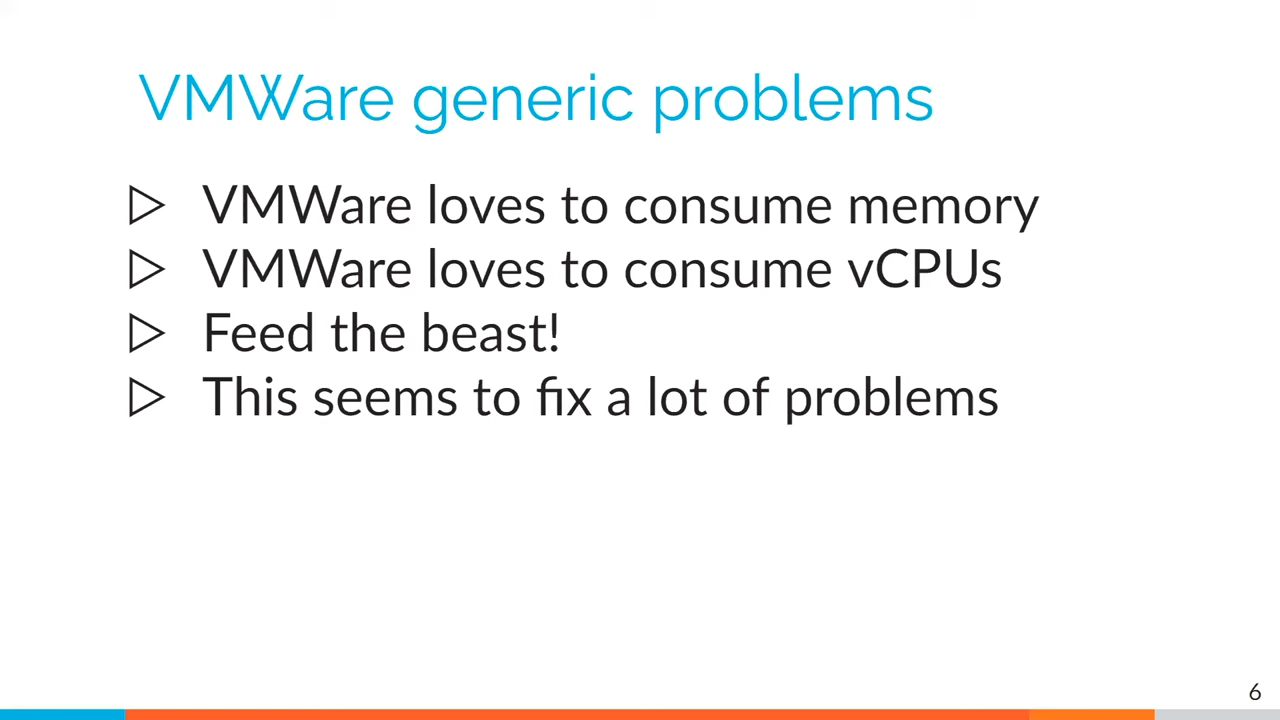 VMWare generic problems
▷ VMWare loves to consume memory
▷ VMWare loves to consume vCPUs
▷ Feed the beast!
▷ This seems to fix a lot of problems
6